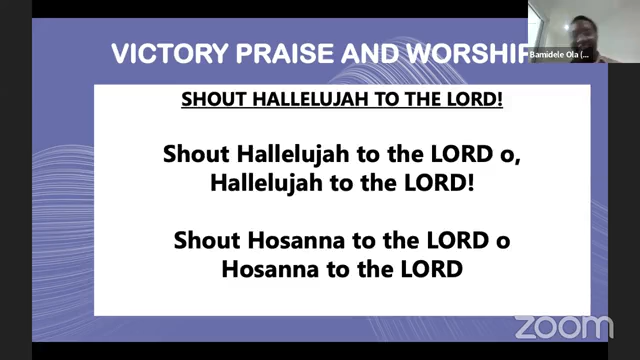 VICTORY PRAISE AND WORSHIP
Bamidele Ola (...
SHOUT HALLELUJAH TO THE LORD!
Shout Hallelujah to the LORD o,
Hallelujah to the LORD!
Shout Hosanna to the LORD o
Hosanna to the LORD
zoom